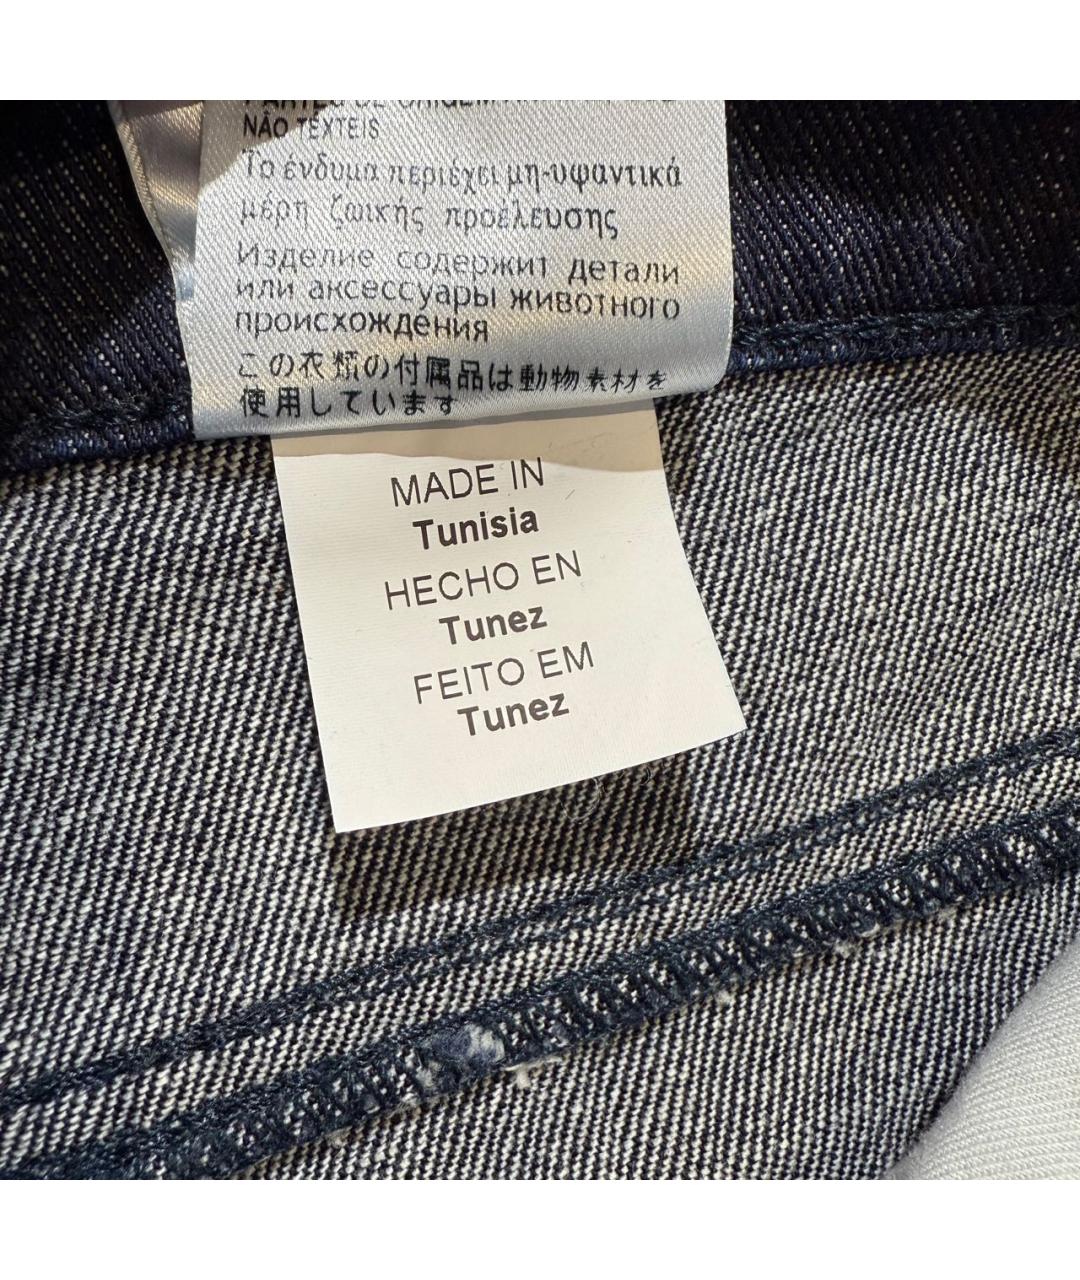 NÃO TÊXTEIS
Το ένδυμα περιέχει μη-υφαντικά
μέρη ζωικής προέλευσης
Изделие содержит детали
или аксессуары животного
происхождения
この衣類の付属品は動物素材を
使用しています
MADE IN
Tunisia
HECHO EN
Tunez
FEITO EM
Tunez